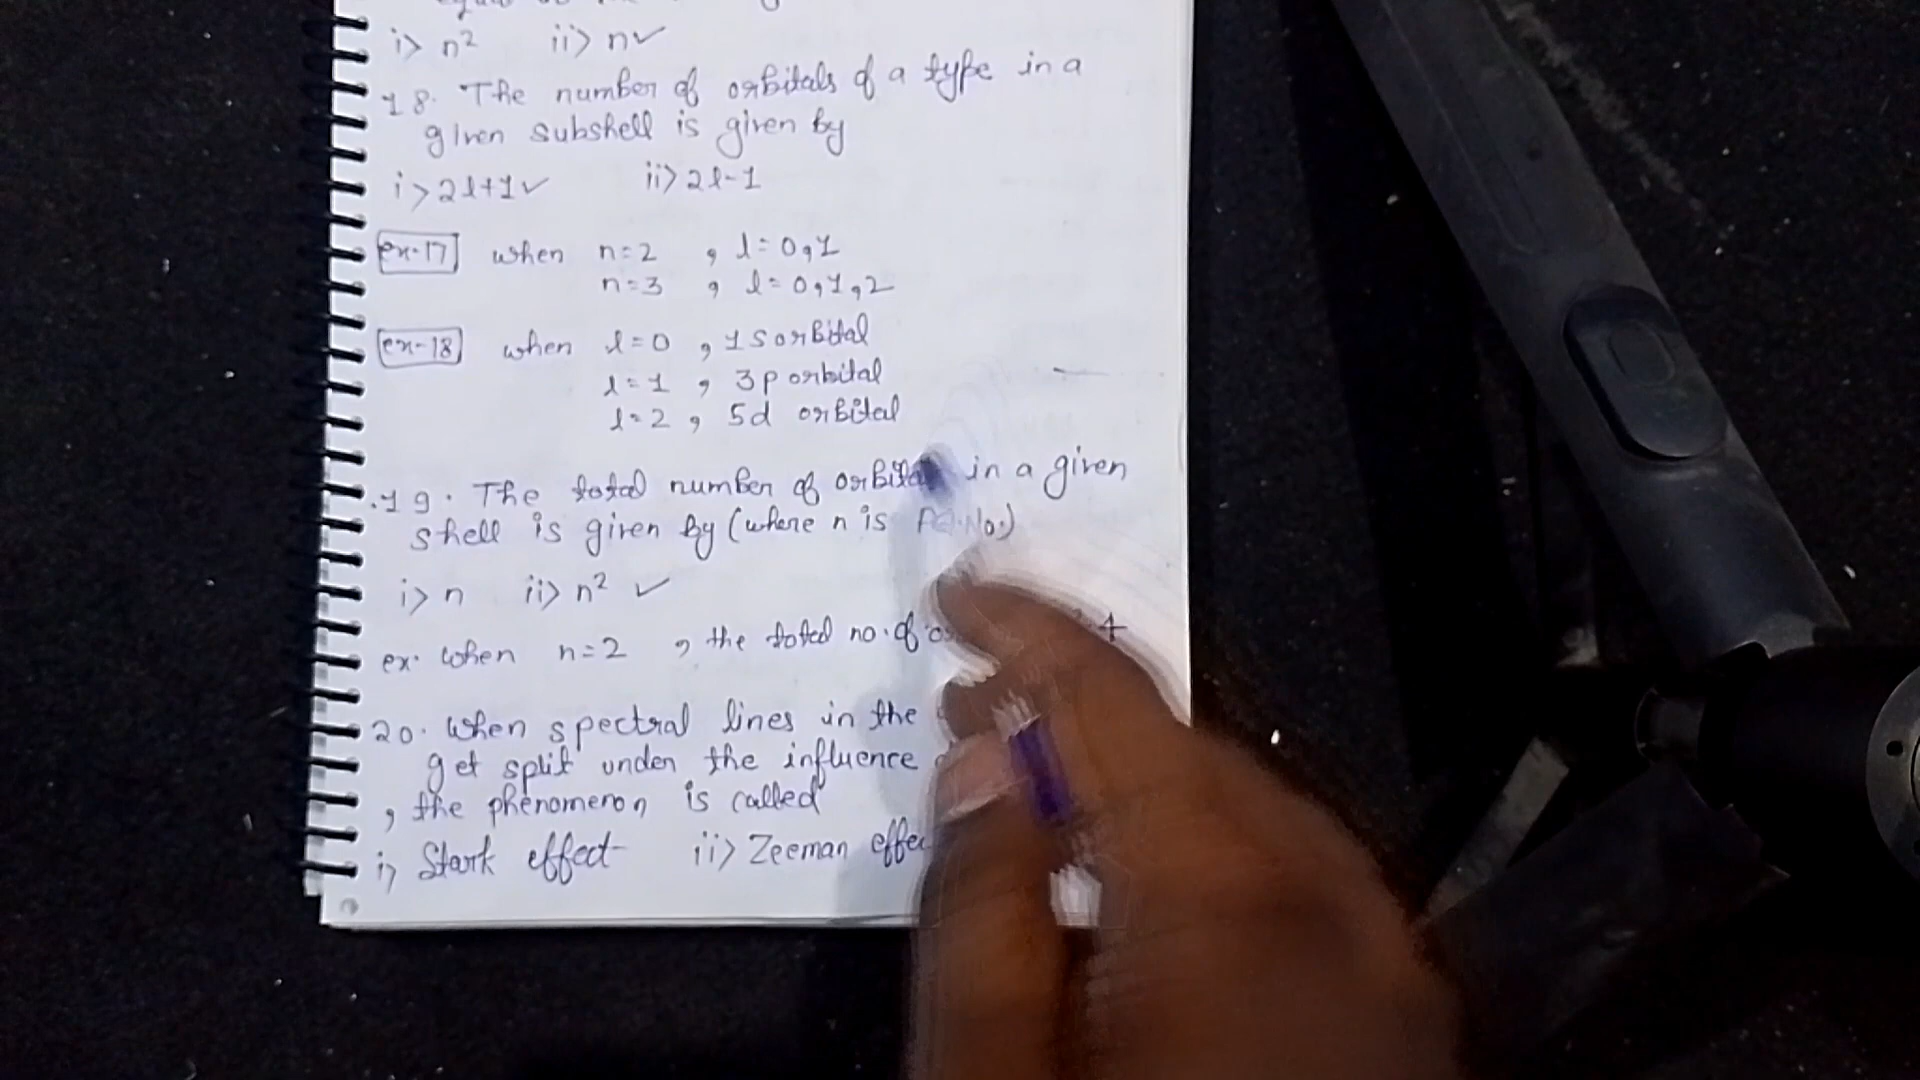 i> n² ii> n✓
18. The number of orbitals of a type in a
given subshell is given by
i> 2l+1✓ ii> 2l-1
ex-17 when n=2 , l=0,1
n=3 , l=0,1,2
ex-18 when l=0 , 1 s orbital
l=1 , 3p orbital
l=2 , 5d orbital
19. The total number of in a given
shell is given by (where n is No.)
i> n ii> n² ✓
ex. when n=2 , the total no. of 4
20. When spectral lines in the
get split under the influence
, the phenomenon is called
i> Stark effect ii> Zeeman